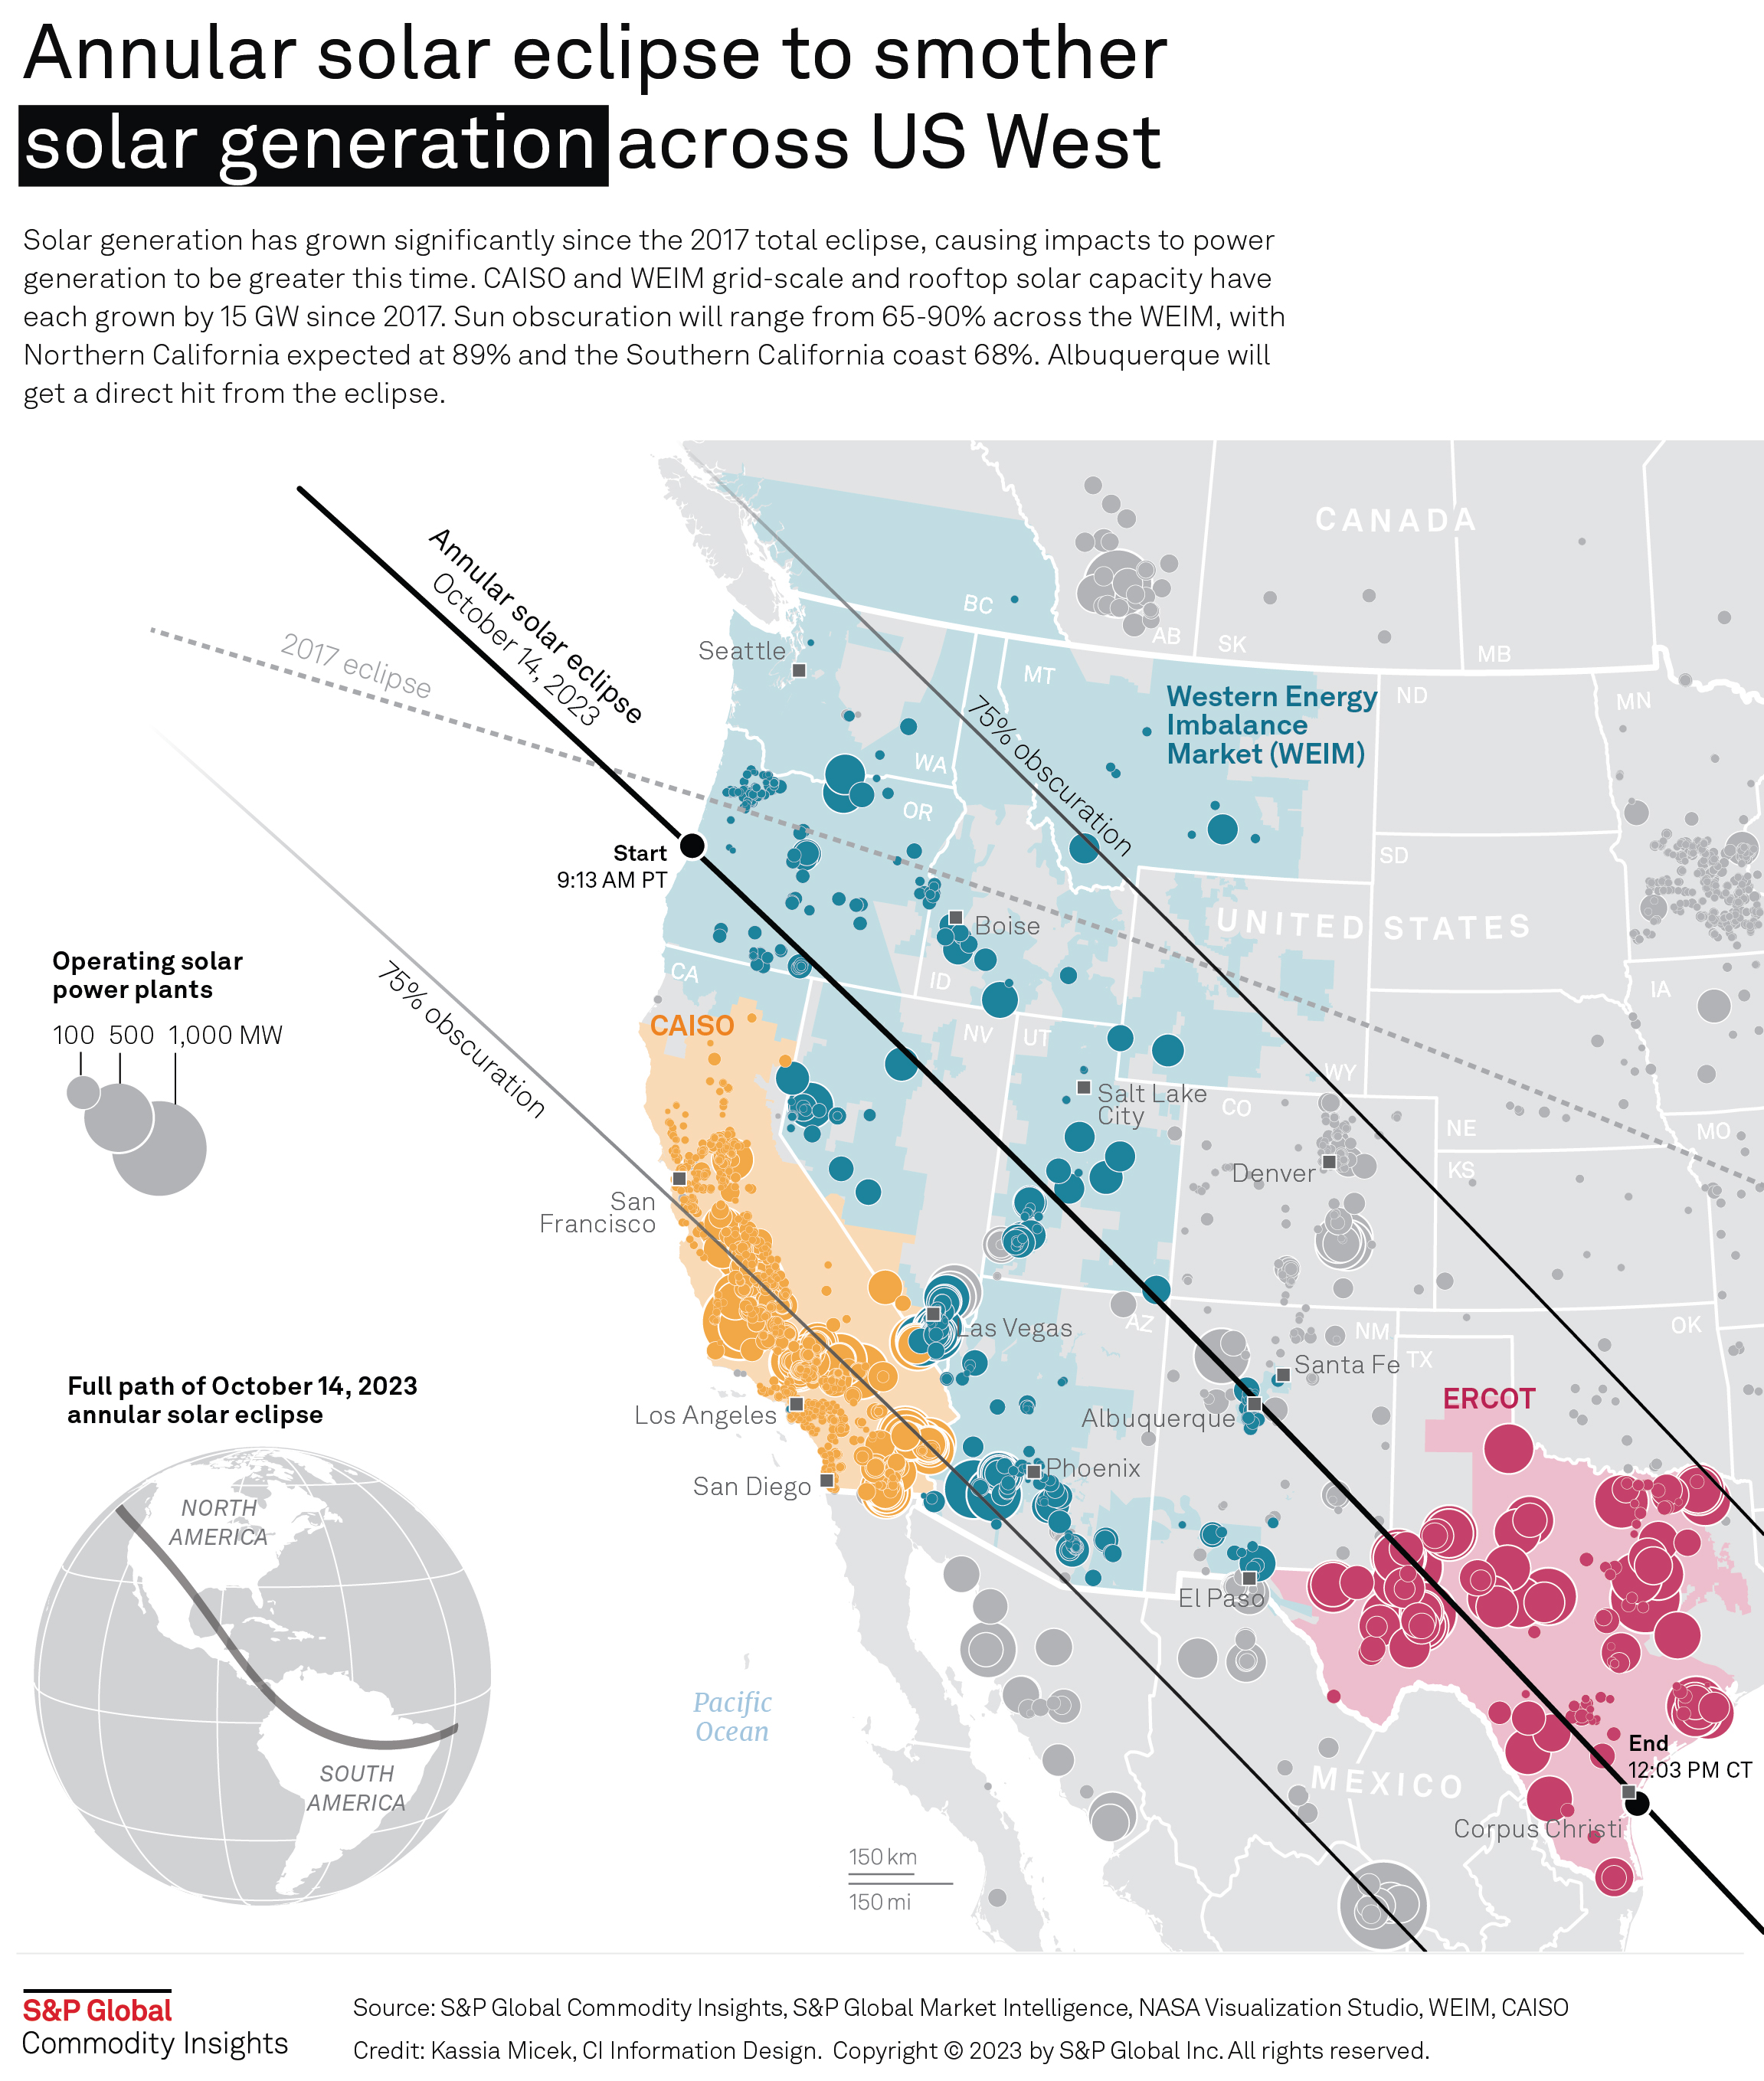 Annular solar eclipse to smother
solar generation across US West
Solar generation has grown significantly since the 2017 total eclipse, causing impacts to power
generation to be greater this time. CAISO and WEIM grid-scale and rooftop solar capacity have
each grown by 15 GW since 2017. Sun obscuration will range from 65-90% across the WEIM, with
Northern California expected at 89% and the Southern California coast 68%. Albuquerque will
get a direct hit from the eclipse.
Annular solar eclipse
October 14, 2023
2017 eclipse
75% obscuration
75% obscuration
Start
9:13 AM PT
End
12:03 PM CT
CANADA
BC
AB
SK
MB
Seattle
MT
Western Energy
Imbalance
Market (WEIM)
ND
MN
WA
OR
SD
UNITED STATES
Boise
ID
CA
IA
CAISO
NV
UT
WY
Salt Lake
City
CO
NE
MO
KS
Denver
San
Francisco
Las Vegas
AZ
NM
OK
Santa Fe
TX
ERCOT
Los Angeles
Albuquerque
Phoenix
San Diego
El Paso
MEXICO
Corpus Christi
Pacific
Ocean
150 km
150 mi
Operating solar
power plants
100 500 1,000 MW
Full path of October 14, 2023
annular solar eclipse
NORTH
AMERICA
SOUTH
AMERICA
S&P Global
Commodity Insights
Source: S&P Global Commodity Insights, S&P Global Market Intelligence, NASA Visualization Studio, WEIM, CAISO
Credit: Kassia Micek, CI Information Design. Copyright © 2023 by S&P Global Inc. All rights reserved.